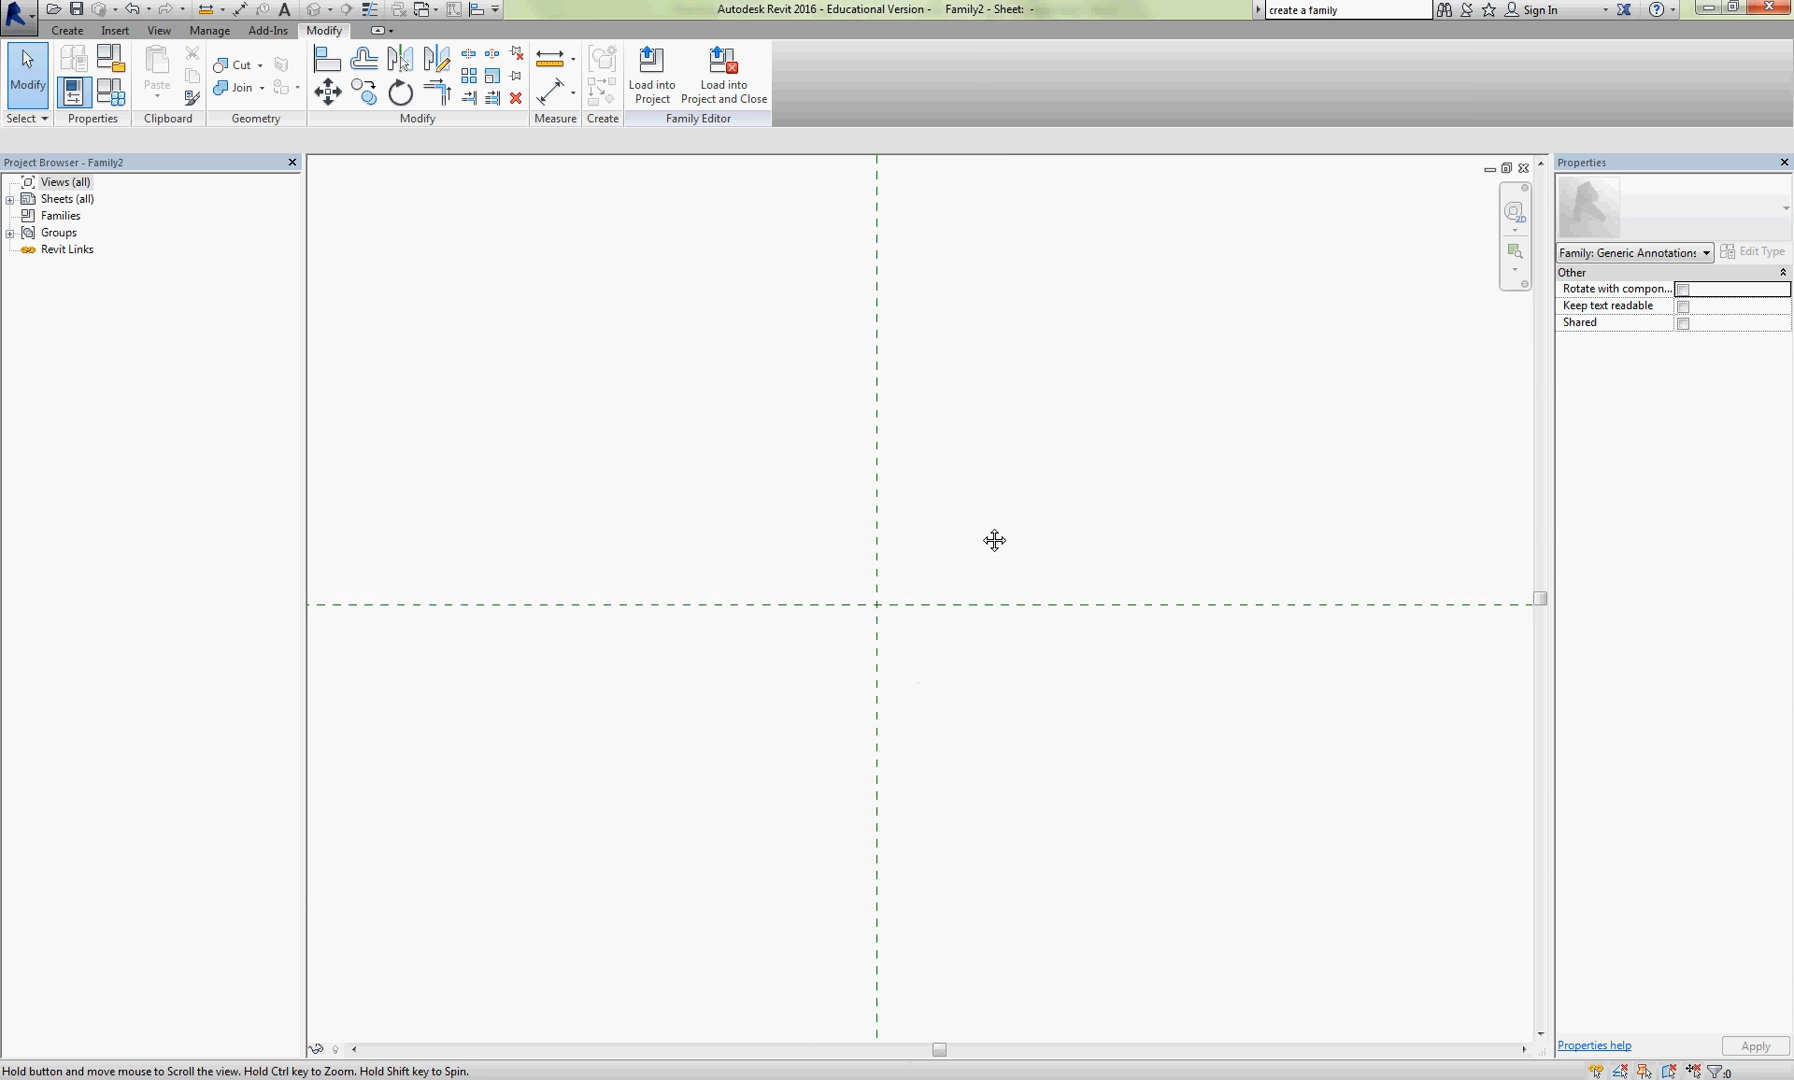 Autodesk Revit 2016 - Educational Version - Family2 - Sheet: -
create a family
Sign In
Create Insert View Manage Add-Ins Modify
Modify
Paste
Cut
Join
Load into Project
Load into Project and Close
Select Properties Clipboard Geometry Modify Measure Create Family Editor
Project Browser - Family2
Views (all)
Sheets (all)
Families
Groups
Revit Links
2D
Properties
Family: Generic Annotations
Edit Type
Other
Rotate with compon...
Keep text readable
Shared
Properties help
Apply
Hold button and move mouse to Scroll the view. Hold Ctrl key to Zoom. Hold Shift key to Spin.
:0